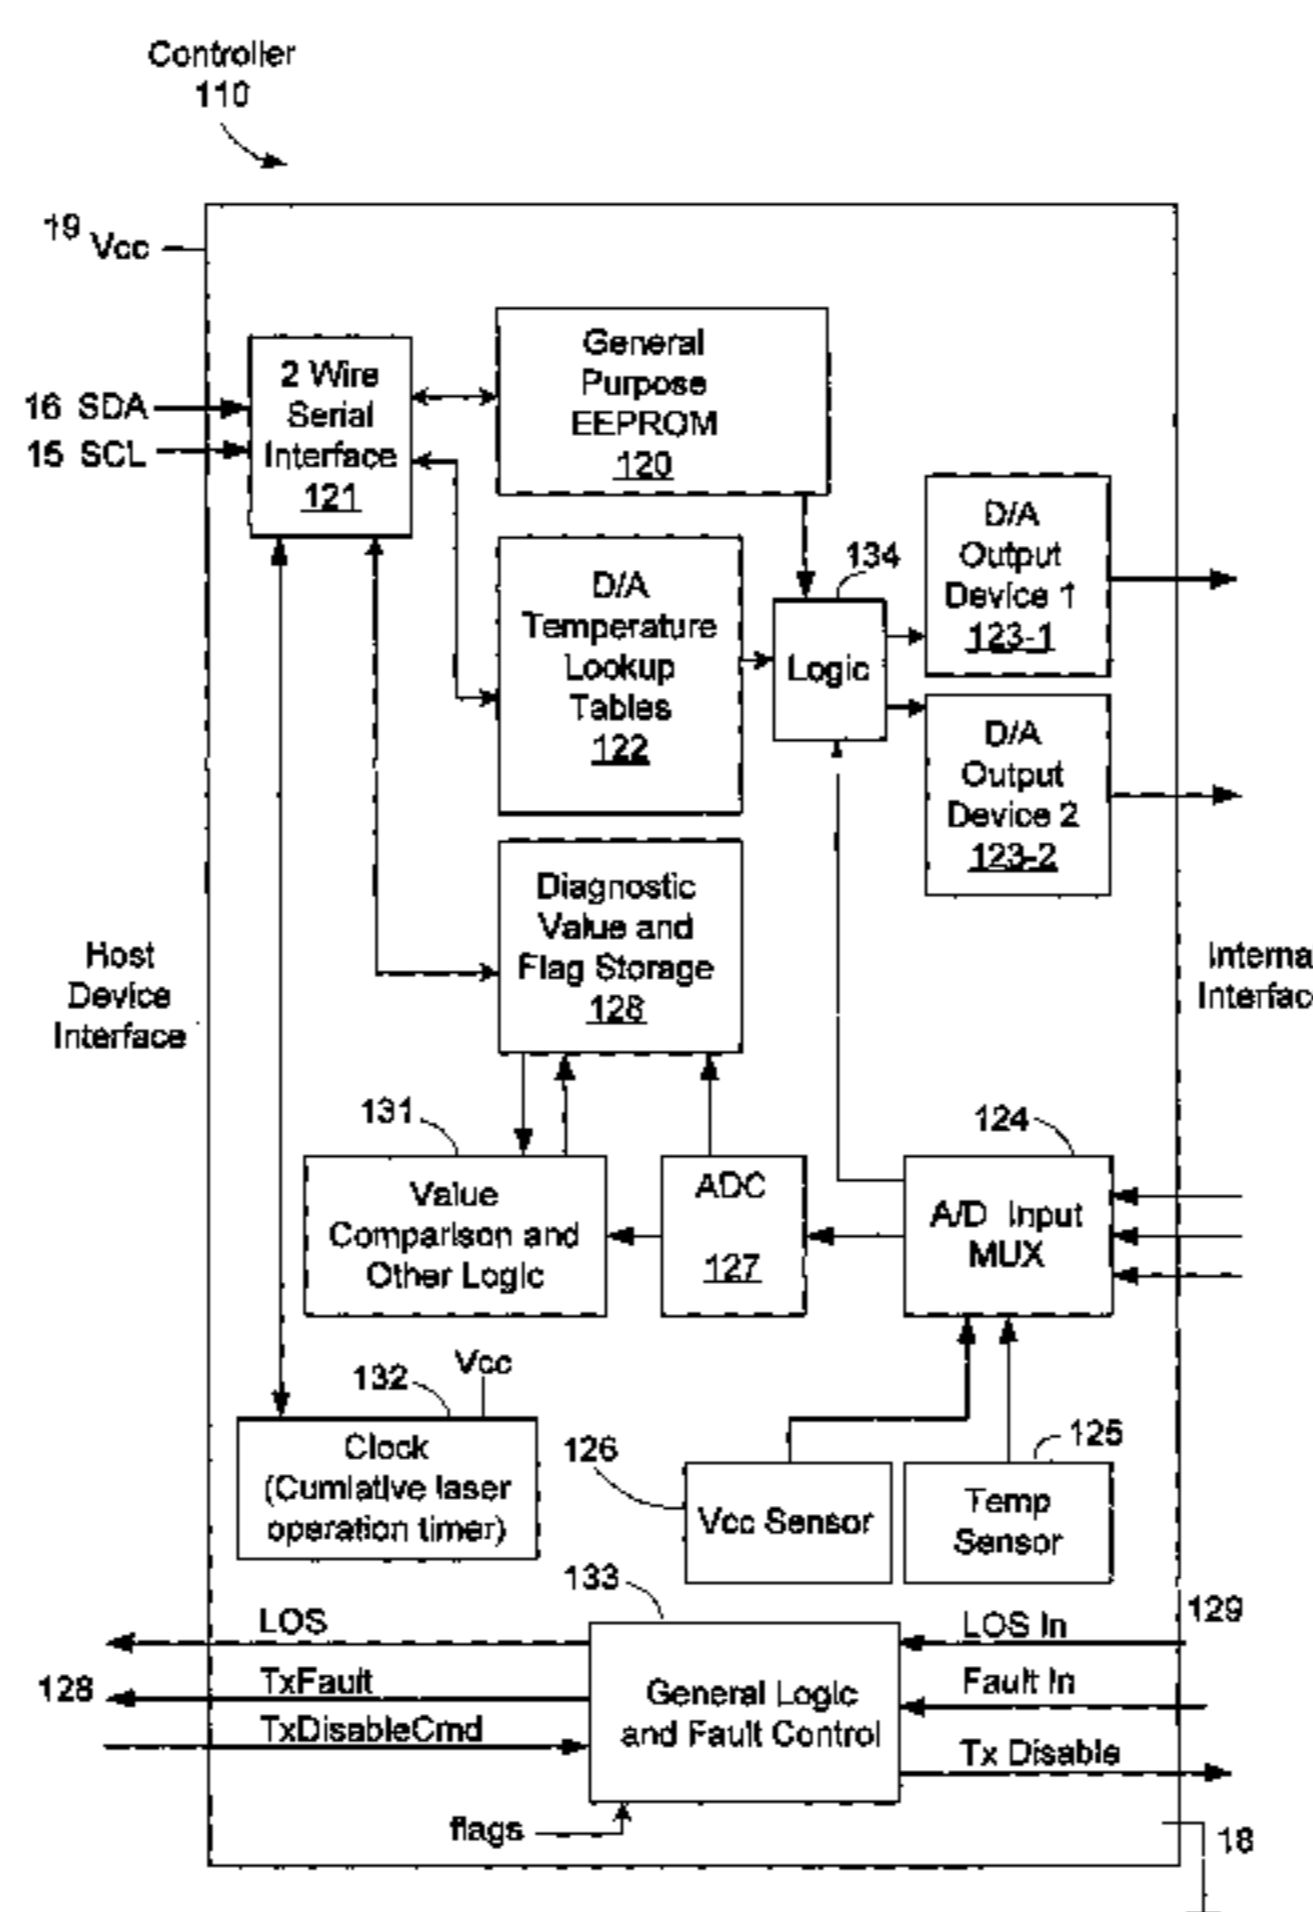 Controller
110
19 Vcc
16 SDA
15 SCL
2 Wire
Serial
Interface
121
General
Purpose
EEPROM
120
D/A
Temperature
Lookup
Tables
122
134
Logic
D/A
Output
Device 1
123-1
D/A
Output
Device 2
123-2
Host
Device
Interface
Interna
Interfac
Diagnostic
Value and
Flag Storage
128
131
Value
Comparison and
Other Logic
ADC
127
124
A/D Input
MUX
132
Vcc
Clock
(Cumlative laser
operation timer)
126
Vcc Sensor
125
Temp
Sensor
133
General Logic
and Fault Control
LOS
TxFault
TxDisableCmd
128
LOS In
Fault In
Tx Disable
129
flags
18